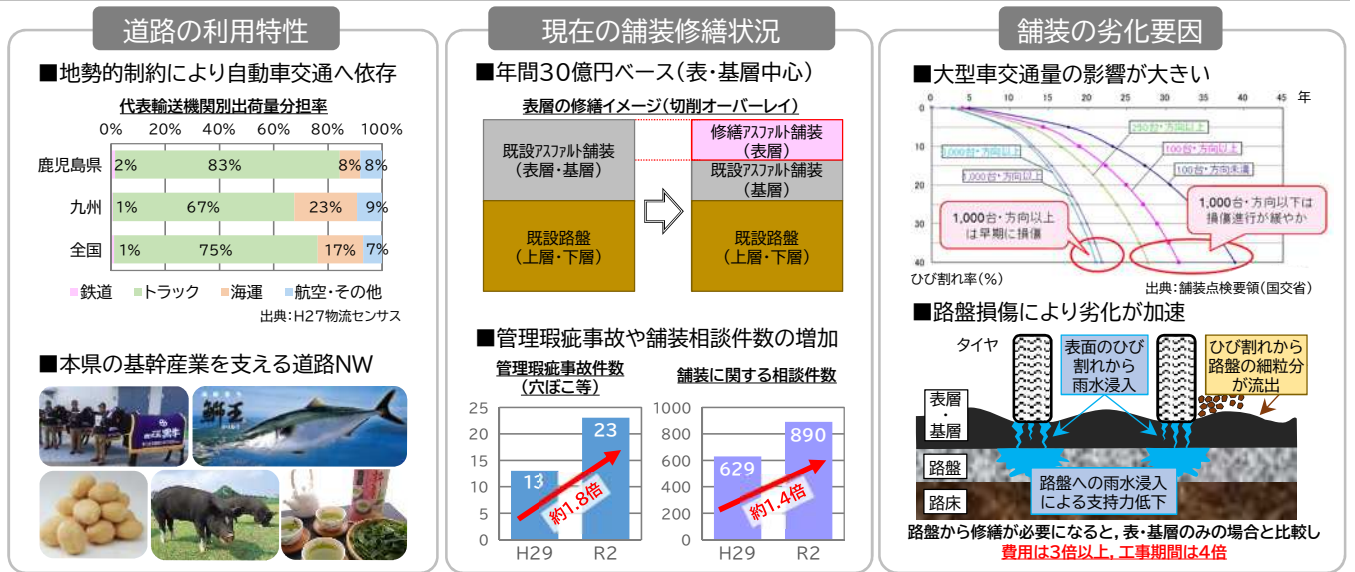 道路の利用特性
■地勢的制約により自動車交通へ依存
代表輸送機関別出荷量分担率
0% 20% 40% 60% 80% 100%
鹿児島県 2% 83% 8% 8%
九州 1% 67% 23% 9%
全国 1% 75% 17% 7%
■鉄道 ■トラック ■海運 ■航空・その他
出典:H27物流センサス
■本県の基幹産業を支える道路NW
鰤王
現在の舗装修繕状況
■年間30億円ベース(表・基層中心)
表層の修繕イメージ(切削オーバーレイ)
既設アスファルト舗装
(表層・基層)
既設路盤
(上層・下層)
修繕アスファルト舗装
(表層)
既設アスファルト舗装
(基層)
既設路盤
(上層・下層)
■管理瑕疵事故や舗装相談件数の増加
管理瑕疵事故件数
(穴ぼこ等)
25
20
15
10
5
0
13
23
約1.8倍
H29 R2
舗装に関する相談件数
1000
800
600
400
200
0
629
890
約1.4倍
H29 R2
舗装の劣化要因
■大型車交通量の影響が大きい
0 5 10 15 20 25 30 35 40 45 年
0
10
20
30
40
250台・方向以上
100台・方向以上
100台・方向未満
3,000台・方向以上
1,000台・方向以上
1,000台・方向以上
は早期に損傷
1,000台・方向以下は
損傷進行が緩やか
ひび割れ率(%)
出典:舗装点検要領(国交省)
■路盤損傷により劣化が加速
タイヤ
表面のひび
割れから
雨水浸入
ひび割れから
路盤の細粒分
が流出
表層
・
基層
路盤
路床
路盤への雨水浸入
による支持力低下
路盤から修繕が必要になると,表・基層のみの場合と比較し
費用は3倍以上,工事期間は4倍